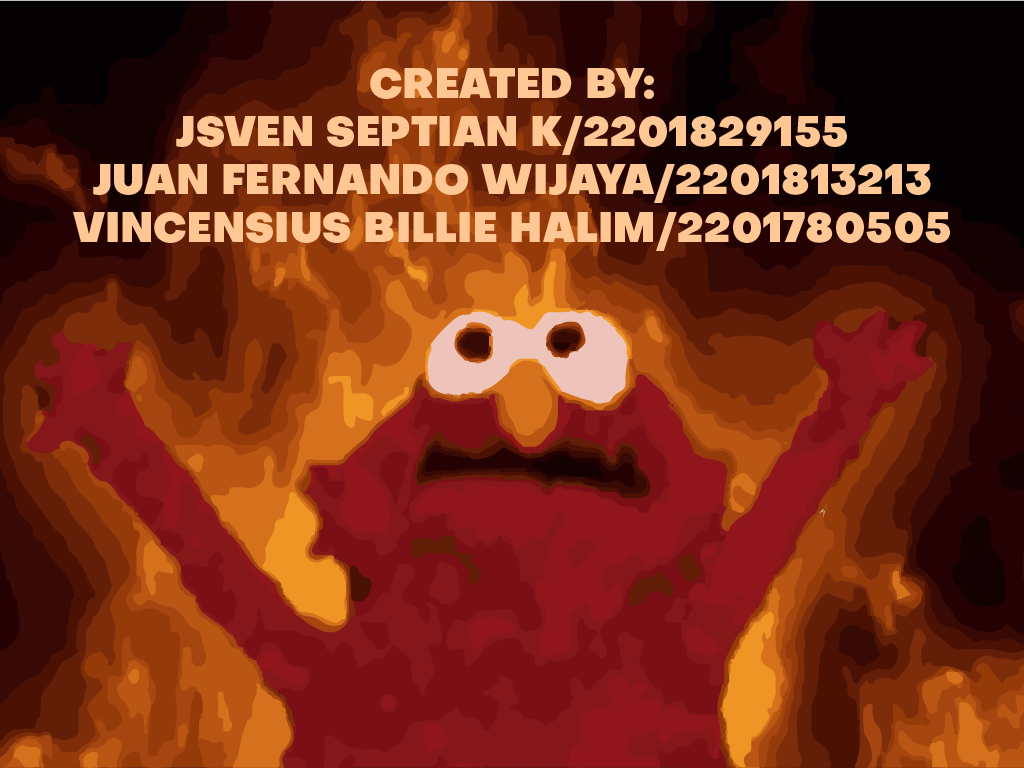 CREATED BY:
JSVEN SEPTIAN K/2201829155
JUAN FERNANDO WIJAYA/2201813213
VINCENSIUS BILLIE HALIM/2201780505